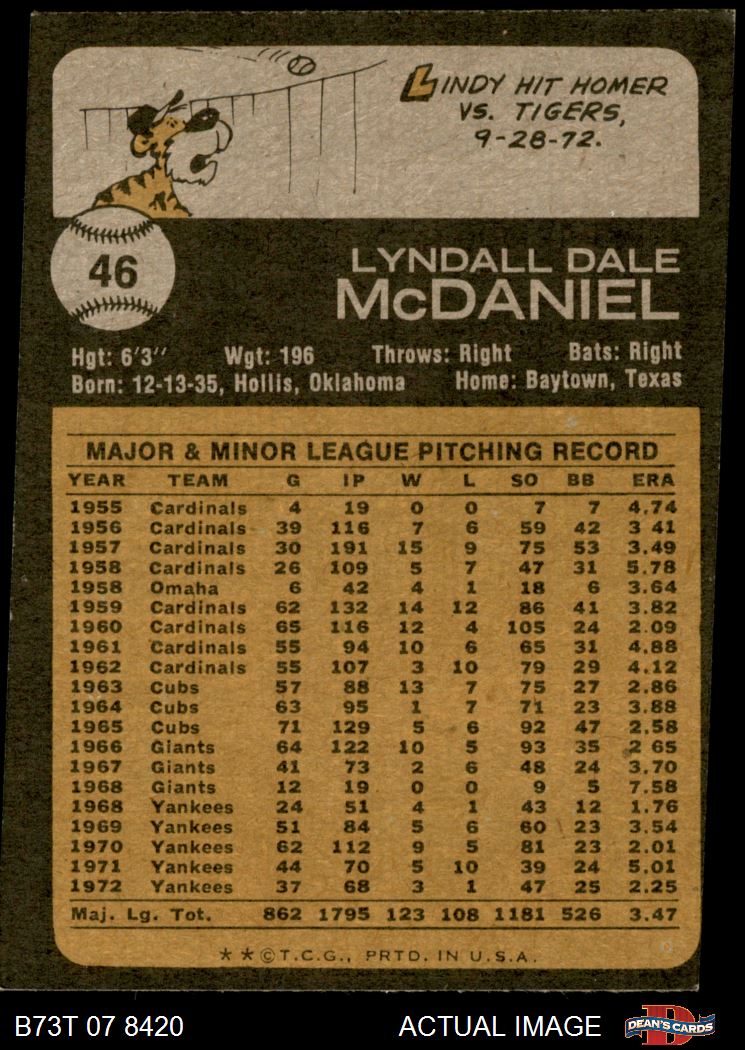 LINDY HIT HOMER
VS. TIGERS,
9-28-72.
46
LYNDALL DALE
McDANIEL
Hgt: 6'3" Wgt: 196 Throws: Right Bats: Right
Born: 12-13-35, Hollis, Oklahoma Home: Baytown, Texas
MAJOR & MINOR LEAGUE PITCHING RECORD
YEAR TEAM G IP W L SO BB ERA
1955 Cardinals 4 19 0 0 7 7 4.74
1956 Cardinals 39 116 7 6 59 42 3 41
1957 Cardinals 30 191 15 9 75 53 3.49
1958 Cardinals 26 109 5 7 47 31 5.78
1958 Omaha 6 42 4 1 18 6 3.64
1959 Cardinals 62 132 14 12 86 41 3.82
1960 Cardinals 65 116 12 4 105 24 2.09
1961 Cardinals 55 94 10 6 65 31 4.88
1962 Cardinals 55 107 3 10 79 29 4.12
1963 Cubs 57 88 13 7 75 27 2.86
1964 Cubs 63 95 1 7 71 23 3.88
1965 Cubs 71 129 5 6 92 47 2.58
1966 Giants 64 122 10 5 93 35 2 65
1967 Giants 41 73 2 6 48 24 3.70
1968 Giants 12 19 0 0 9 5 7.58
1968 Yankees 24 51 4 1 43 12 1.76
1969 Yankees 51 84 5 6 60 23 3.54
1970 Yankees 62 112 9 5 81 23 2.01
1971 Yankees 44 70 5 10 39 24 5.01
1972 Yankees 37 68 3 1 47 25 2.25
Maj. Lg. Tot. 862 1795 123 108 1181 526 3.47
★ ★ © T.C.G., PRTD. IN U.S.A.
B73T 07 8420 ACTUAL IMAGE D DEAN'S CARDS